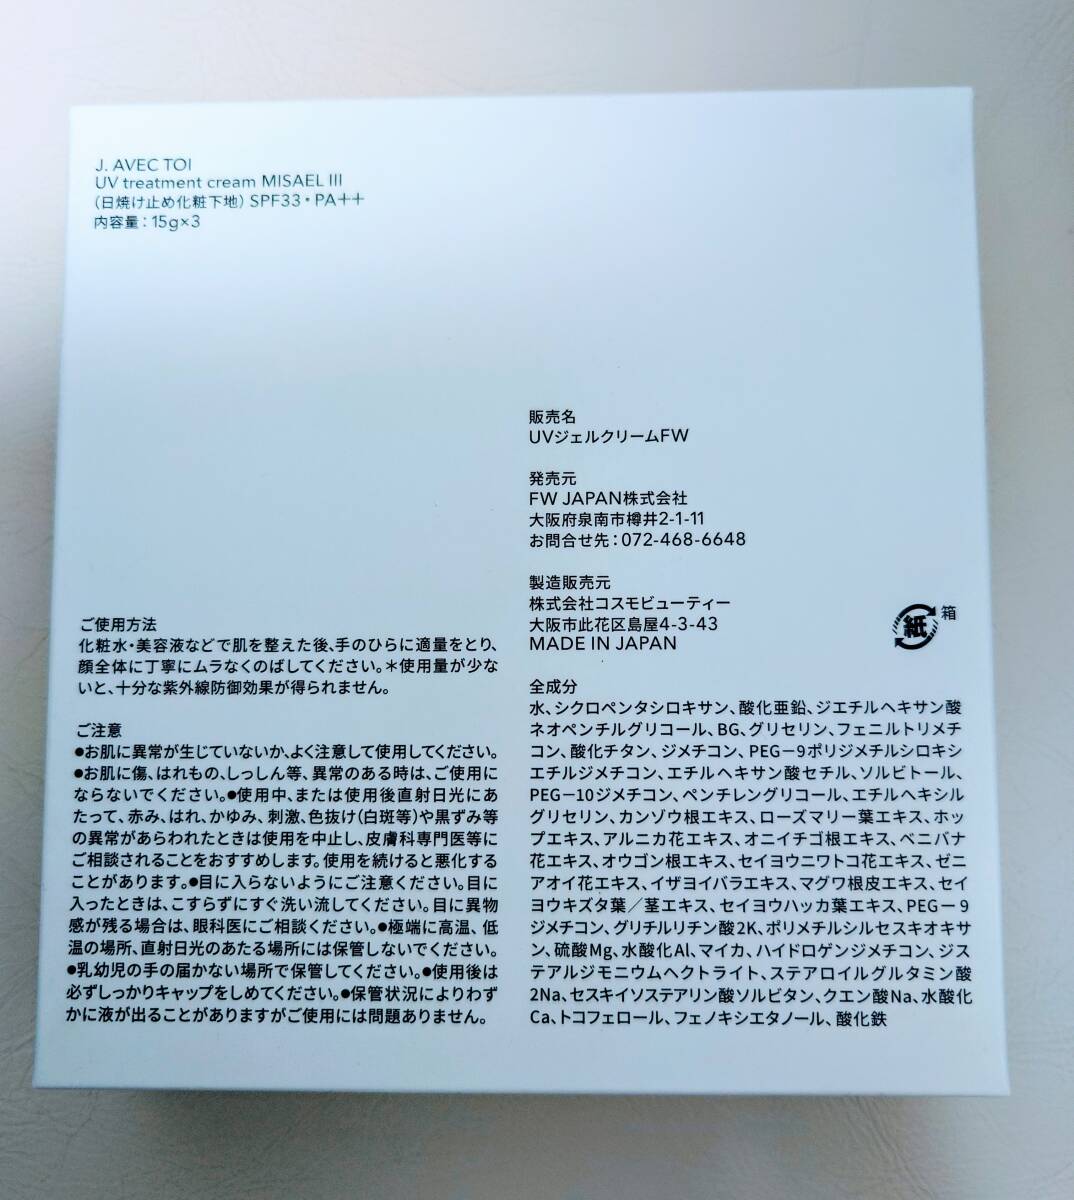 J. AVEC TOI
UV treatment cream MISAEL III
(日焼け止め化粧下地) SPF33・PA++
内容量：15g×3
販売名
UVジェルクリームFW
発売元
FW JAPAN株式会社
大阪府泉南市樽井2-1-11
お問合せ先：072-468-6648
製造販売元
株式会社コスモビューティー
大阪市此花区島屋4-3-43
MADE IN JAPAN
紙
箱
ご使用方法
化粧水・美容液などで肌を整えた後、手のひらに適量をとり、
顔全体に丁寧にムラなくのばしてください。＊使用量が少な
いと、十分な紫外線防御効果が得られません。
ご注意
●お肌に異常が生じていないか、よく注意して使用してください。
●お肌に傷、はれもの、しっしん等、異常のある時は、ご使用に
ならないでください。●使用中、または使用後直射日光にあ
たって、赤み、はれ、かゆみ、刺激、色抜け(白斑等)や黒ずみ等
の異常があらわれたときは使用を中止し、皮膚科専門医等に
ご相談されることをおすすめします。使用を続けると悪化する
ことがあります。●目に入らないようにご注意ください。目に
入ったときは、こすらずにすぐ洗い流してください。目に異物
感が残る場合は、眼科医にご相談ください。●極端に高温、低
温の場所、直射日光のあたる場所には保管しないでください。
●乳幼児の手の届かない場所で保管してください。●使用後は
必ずしっかりキャップをしめてください。●保管状況によりわず
かに液が出ることがありますがご使用には問題ありません。
全成分
水、シクロペンタシロキサン、酸化亜鉛、ジエチルヘキサン酸
ネオペンチルグリコール、BG、グリセリン、フェニルトリメチ
コン、酸化チタン、ジメチコン、PEG－9ポリジメチルシロキシ
エチルジメチコン、エチルヘキサン酸セチル、ソルビトール、
PEG－10ジメチコン、ペンチレングリコール、エチルヘキシル
グリセリン、カンゾウ根エキス、ローズマリー葉エキス、ホッ
プエキス、アルニカ花エキス、オニイチゴ根エキス、ベニバナ
花エキス、オウゴン根エキス、セイヨウニワトコ花エキス、ゼニ
アオイ花エキス、イザヨイバラエキス、マグワ根皮エキス、セイ
ヨウキズタ葉／茎エキス、セイヨウハッカ葉エキス、PEG－9
ジメチコン、グリチルリチン酸2K、ポリメチルシルセスキオキサ
ン、硫酸Mg、水酸化Al、マイカ、ハイドロゲンジメチコン、ジス
テアルジモニウムヘクトライト、ステアロイルグルタミン酸
2Na、セスキイソステアリン酸ソルビタン、クエン酸Na、水酸化
Ca、トコフェロール、フェノキシエタノール、酸化鉄